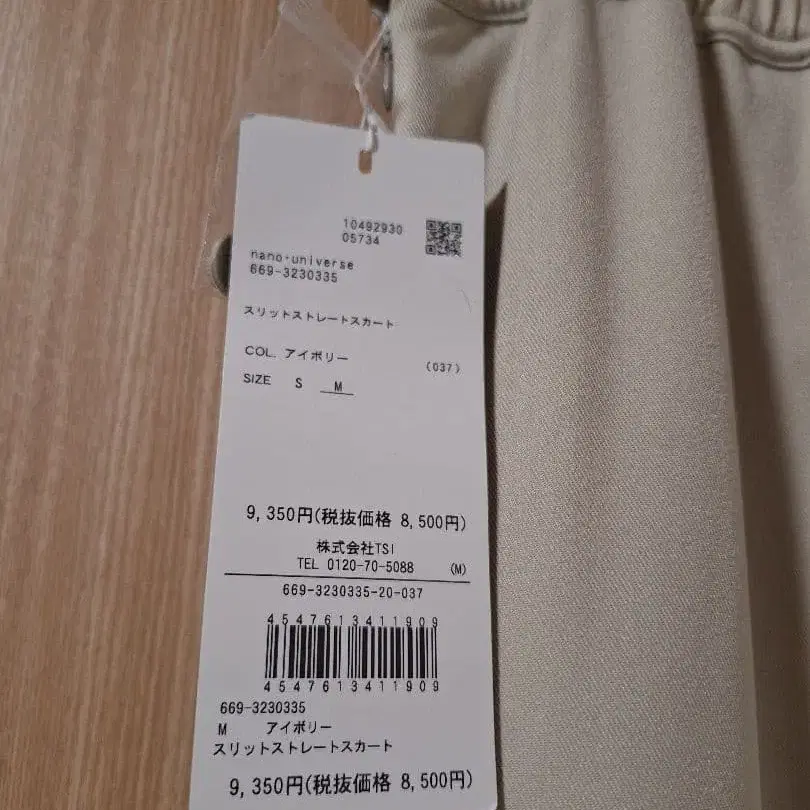 10492930
05734
nano・universe
669-3230335
スリットストレートスカート
COL. アイボリー (037)
SIZE S M
9,350円(税抜価格 8,500円)
株式会社TSI
TEL 0120-70-5088 (M)
669-3230335-20-037
4547613411909
4547613411909
669-3230335
M アイボリー
スリットストレートスカート
9,350円(税抜価格 8,500円)